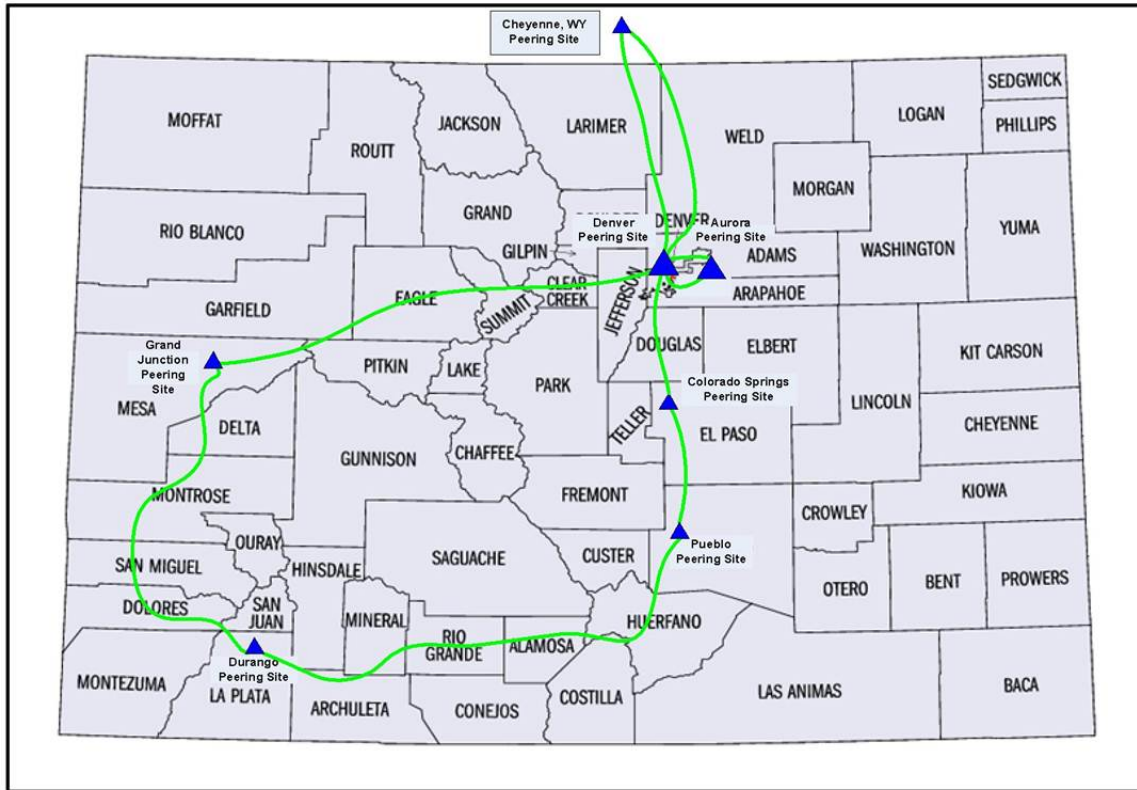 Cheyenne, WY
Peering Site
SEDGWICK
LOGAN
PHILLIPS
MOFFAT
JACKSON
LARIMER
WELD
ROUTT
MORGAN
GRAND
DENVER
Denver
Peering Site
Aurora
Peering Site
RIO BLANCO
YUMA
GILPIN
ADAMS
WASHINGTON
CLEAR
CREEK
ARAPAHOE
EAGLE
SUMMIT
JEFFERSON
GARFIELD
DOUGLAS
ELBERT
KIT CARSON
Grand
Junction
Peering
Site
PITKIN
LAKE
PARK
Colorado Springs
Peering Site
MESA
LINCOLN
TELLER
EL PASO
CHEYENNE
DELTA
GUNNISON
CHAFFEE
MONTROSE
FREMONT
KIOWA
CROWLEY
OURAY
SAGUACHE
CUSTER
Pueblo
Peering Site
SAN MIGUEL
HINSDALE
OTERO
BENT
PROWERS
DOLORES
SAN
JUAN
MINERAL
HUERFANO
RIO
GRANDE
ALAMOSA
Durango
Peering Site
MONTEZUMA
LA PLATA
ARCHULETA
CONEJOS
COSTILLA
LAS ANIMAS
BACA